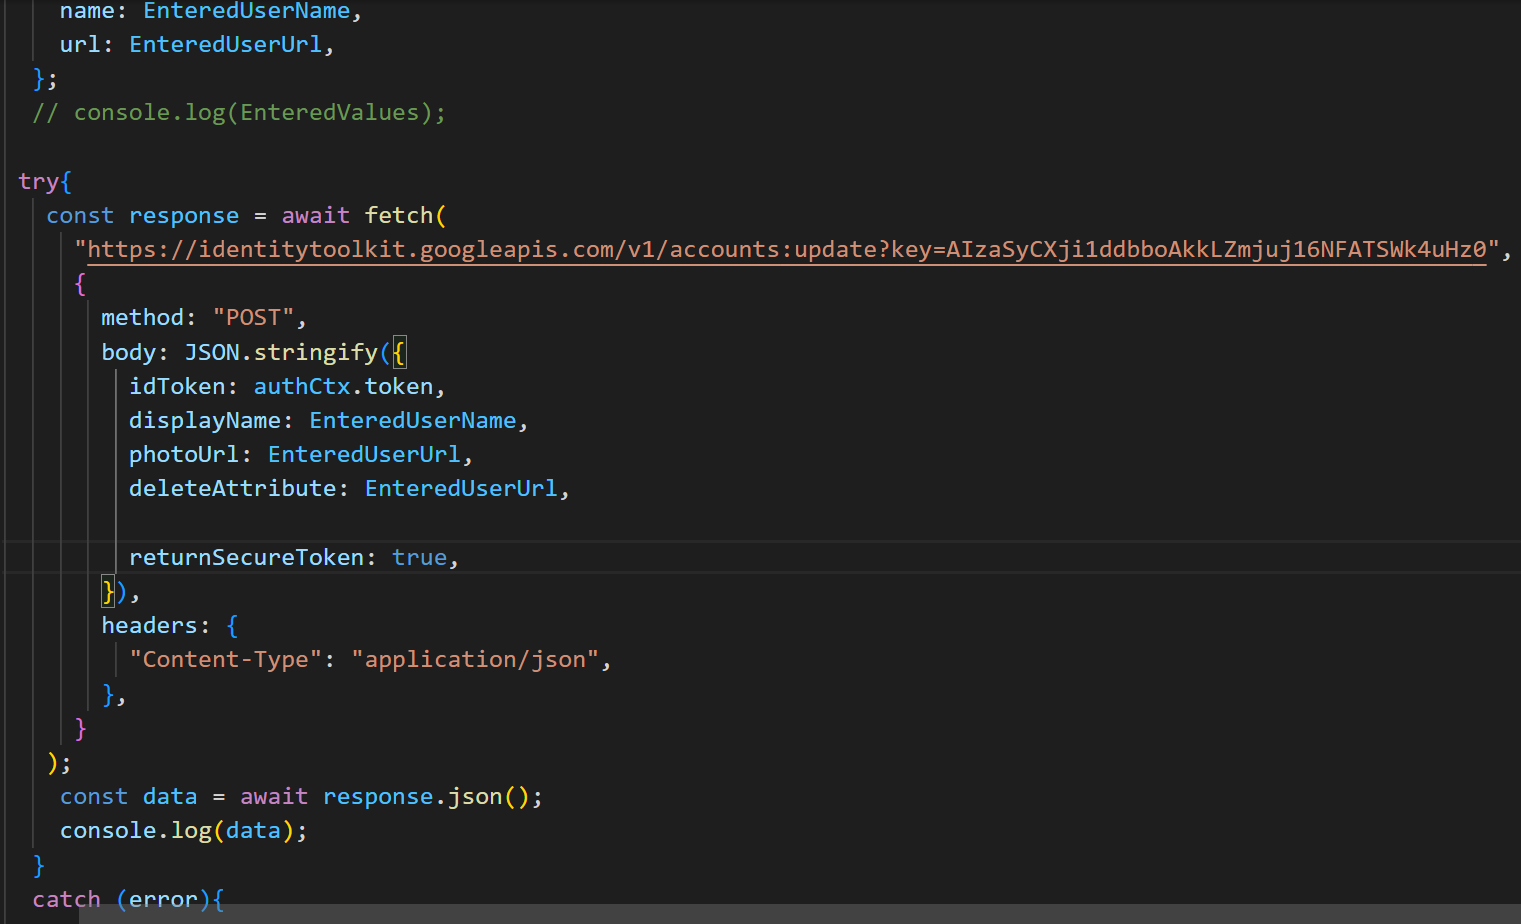 name: EnteredUserName,
url: EnteredUserUrl,
};
// console.log(EnteredValues);
try{
const response = await fetch(
"https://identitytoolkit.googleapis.com/v1/accounts:update?key=AIzaSyCXji1ddbboAkkLZmjuj16NFATSWk4uHz0",
{
method: "POST",
body: JSON.stringify({
idToken: authCtx.token,
displayName: EnteredUserName,
photoUrl: EnteredUserUrl,
deleteAttribute: EnteredUserUrl,
returnSecureToken: true,
}),
headers: {
"Content-Type": "application/json",
},
}
);
const data = await response.json();
console.log(data);
}
catch (error){